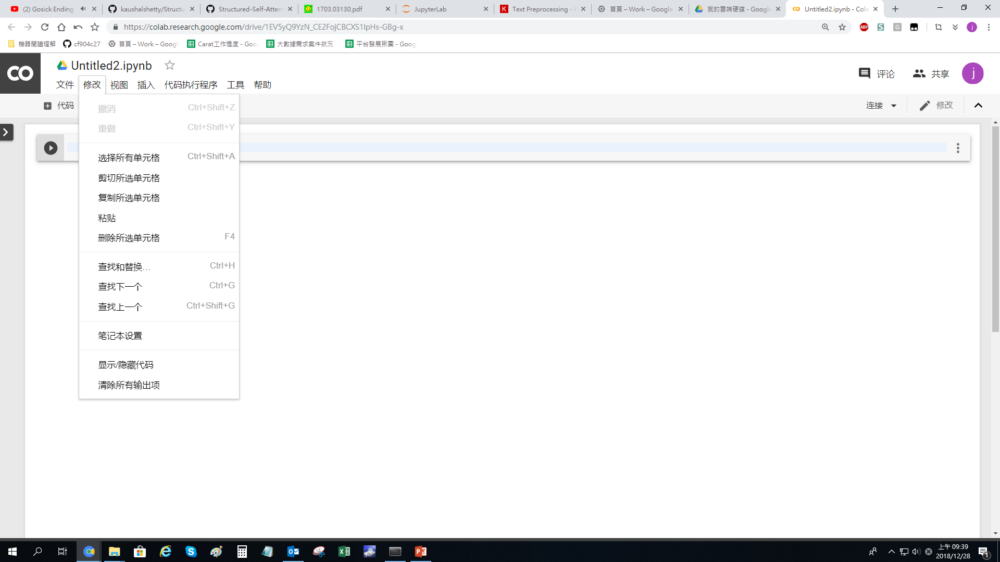 (2) Gosick Ending
kaushalshetty/Structu
Structured-Self-Atten
1703.03130.pdf
JupyterLab
Text Preprocessing -
首頁 – Work – Google
我的雲端硬碟 - Google
Untitled2.ipynb - Cola
https://colab.research.google.com/drive/1EV5yQ9YzN_CE2FojCBCXS1IpHs-GBg-x
ABP
G
j
機器閱讀理解
cf904c27
首頁 – Work – Googl
Carat工作進度 - Goo
大數據需求案件狀況 -
平台發展揪團 - Goog
CO
Untitled2.ipynb
评论
共享
j
文件 修改 视图 插入 代码执行程序 工具 帮助
代码
连接
修改
撤消 Ctrl+Shift+Z
重做 Ctrl+Shift+Y
选择所有单元格 Ctrl+Shift+A
剪切所选单元格
复制所选单元格
粘贴
删除所选单元格 F4
查找和替换... Ctrl+H
查找下一个 Ctrl+G
查找上一个 Ctrl+Shift+G
笔记本设置
显示/隐藏代码
清除所有输出项
上午 09:39
2018/12/28
1